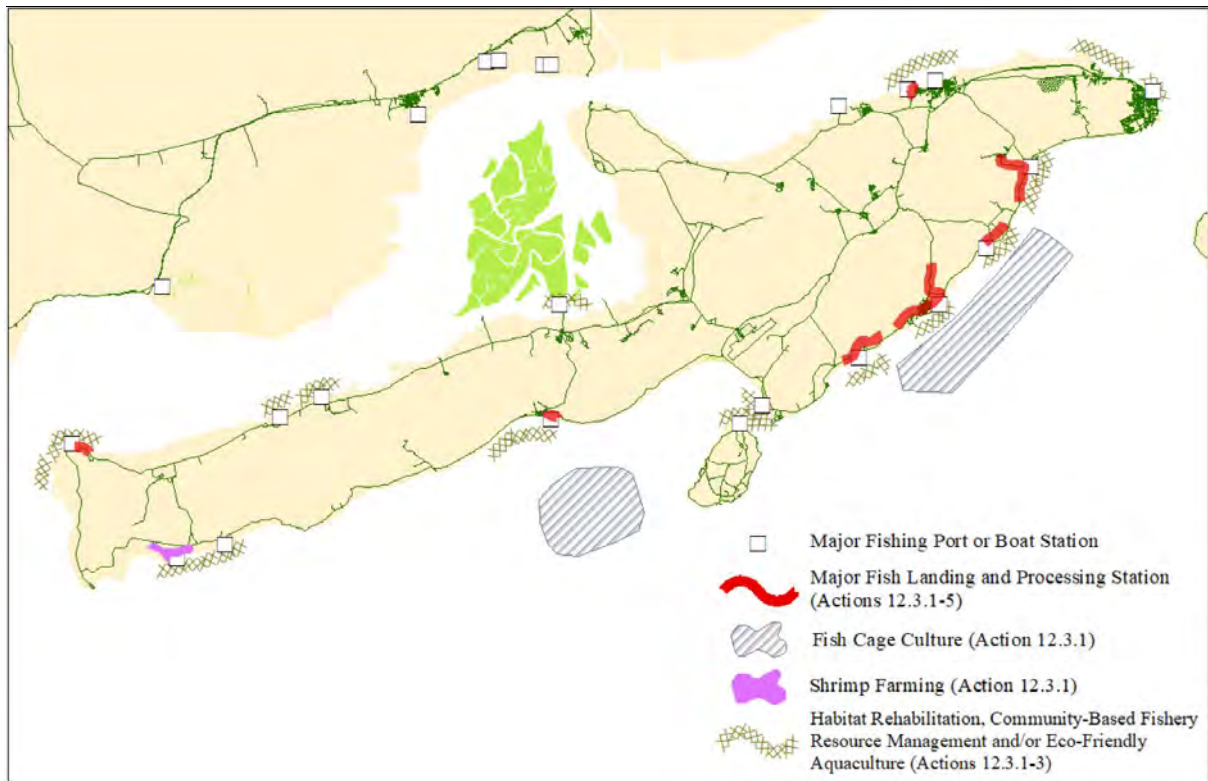 Major Fishing Port or Boat Station
Major Fish Landing and Processing Station
(Actions 12.3.1-5)
Fish Cage Culture (Action 12.3.1)
Shrimp Farming (Action 12.3.1)
Habitat Rehabilitation, Community-Based Fishery
Resource Management and/or Eco-Friendly
Aquaculture (Actions 12.3.1-3)